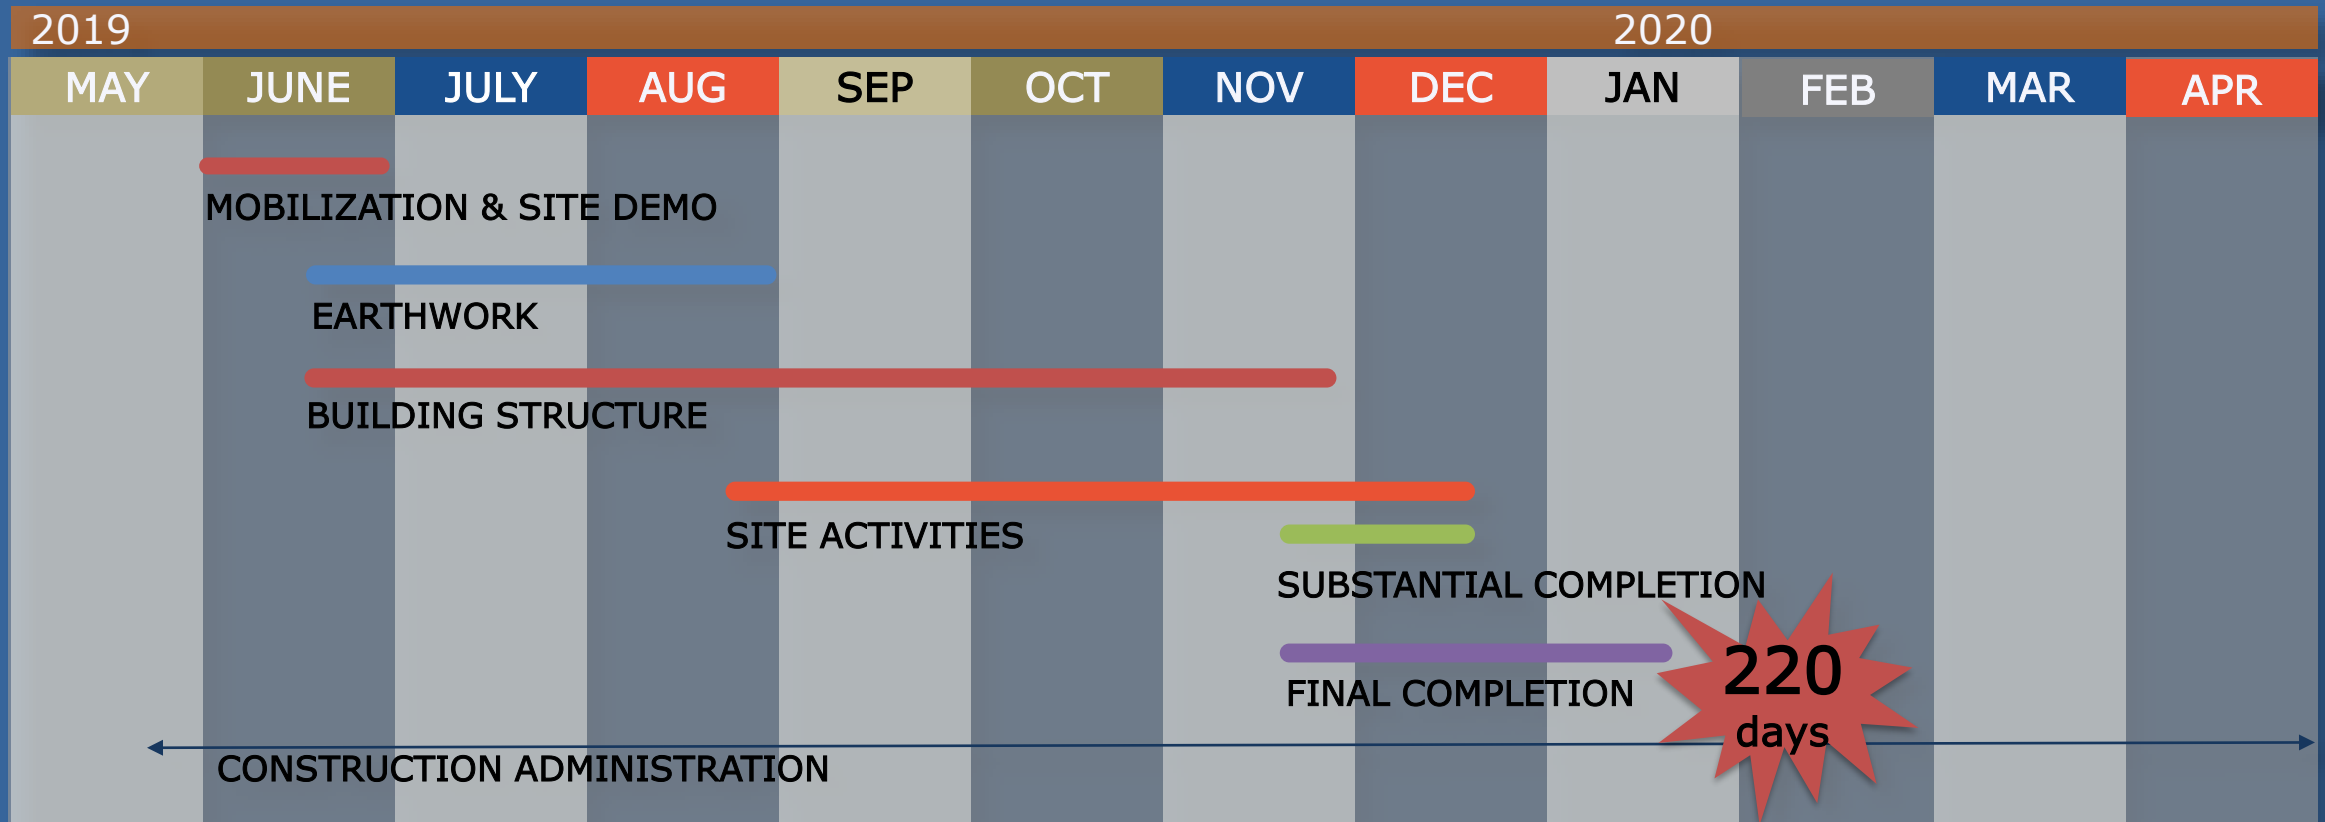 2019 2020
MAY JUNE JULY AUG SEP OCT NOV DEC JAN FEB MAR APR
MOBILIZATION & SITE DEMO
EARTHWORK
BUILDING STRUCTURE
SITE ACTIVITIES
SUBSTANTIAL COMPLETION
FINAL COMPLETION
220
days
CONSTRUCTION ADMINISTRATION